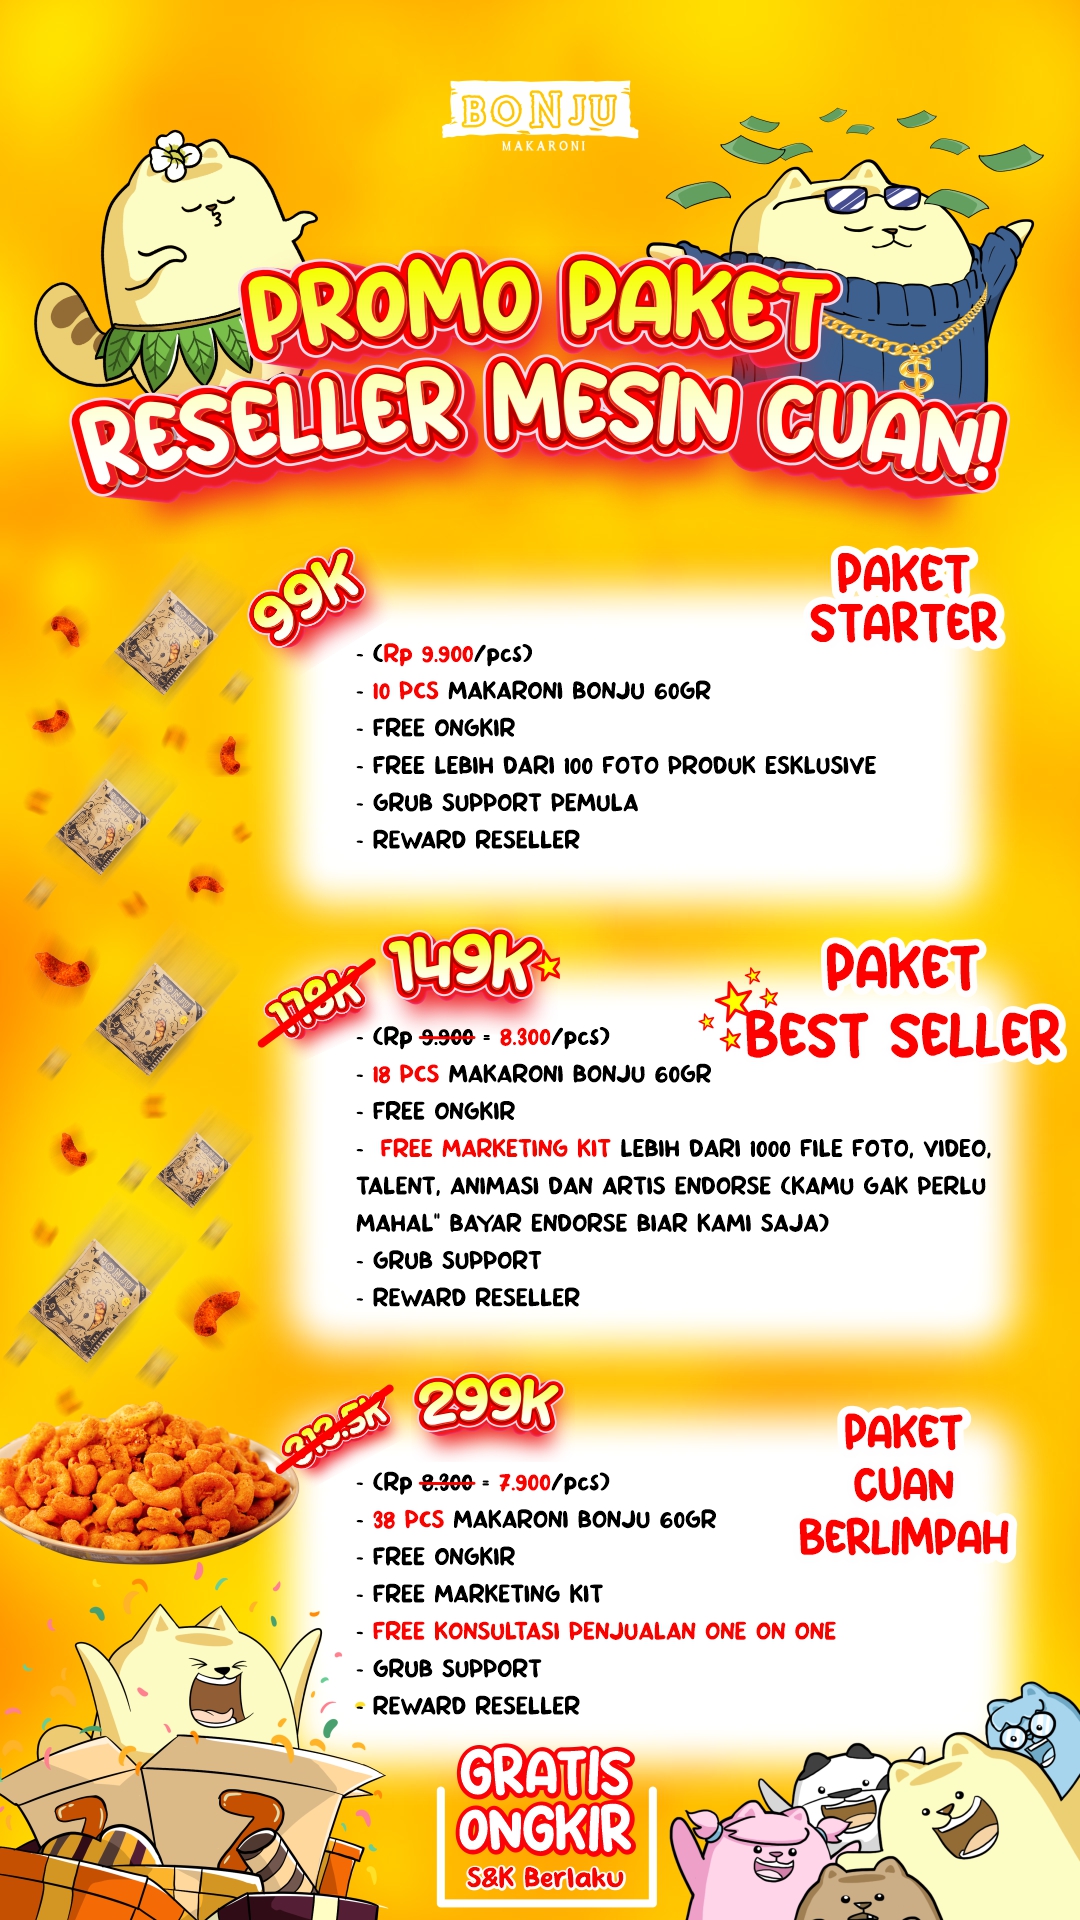 BONJU
MAKARONI
PROMO PAKET
RESELLER MESIN CUAN!
99K
PAKET
STARTER
- (Rp 9.900/pcs)
- 10 PCS MAKARONI BONJU 60GR
- FREE ONGKIR
- FREE LEBIH DARI 100 FOTO PRODUK ESKLUSIVE
- GRUB SUPPORT PEMULA
- REWARD RESELLER
178K 149K
PAKET
BEST SELLER
- (Rp 9.900 = 8.300/pcs)
- 18 PCS MAKARONI BONJU 60GR
- FREE ONGKIR
- FREE MARKETING KIT LEBIH DARI 1000 FILE FOTO, VIDEO,
TALENT, ANIMASI DAN ARTIS ENDORSE (KAMU GAK PERLU
MAHAL" BAYAR ENDORSE BIAR KAMI SAJA)
- GRUB SUPPORT
- REWARD RESELLER
313.5K 299K
PAKET
CUAN
BERLIMPAH
- (Rp 8.300 = 7.900/pcs)
- 38 PCS MAKARONI BONJU 60GR
- FREE ONGKIR
- FREE MARKETING KIT
- FREE KONSULTASI PENJUALAN ONE ON ONE
- GRUB SUPPORT
- REWARD RESELLER
GRATIS
ONGKIR
S&K Berlaku